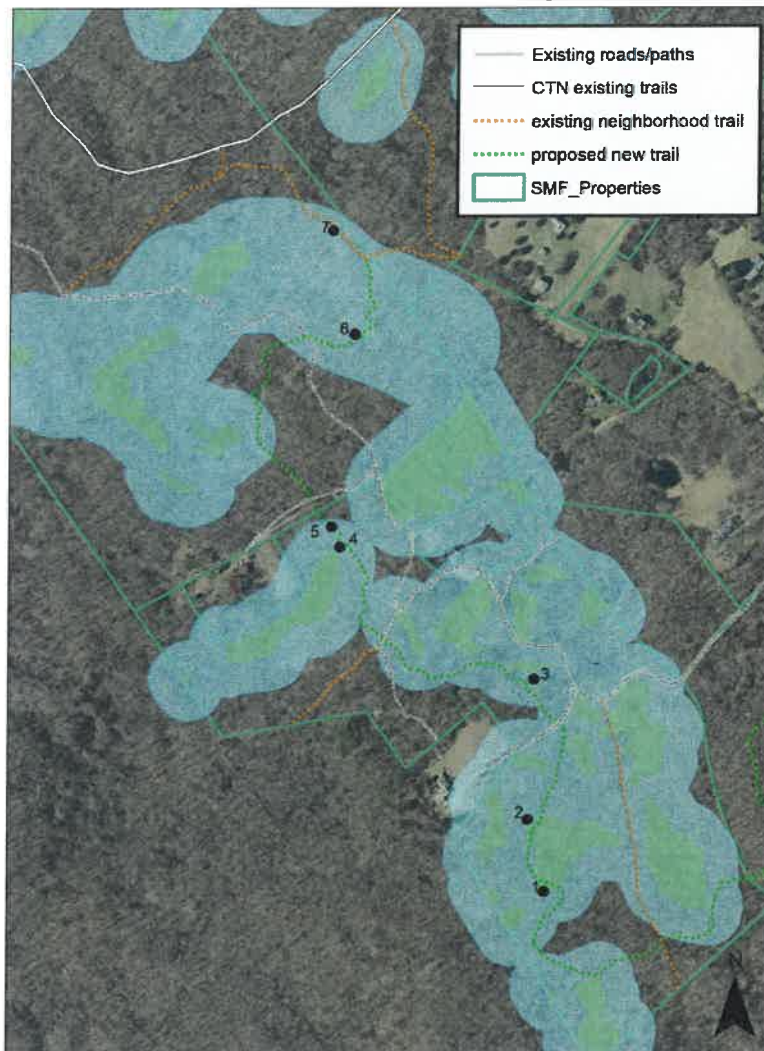 Existing roads/paths
CTN existing trails
existing neighborhood trail
proposed new trail
SMF_Properties
7
6
5
4
3
2
1
N